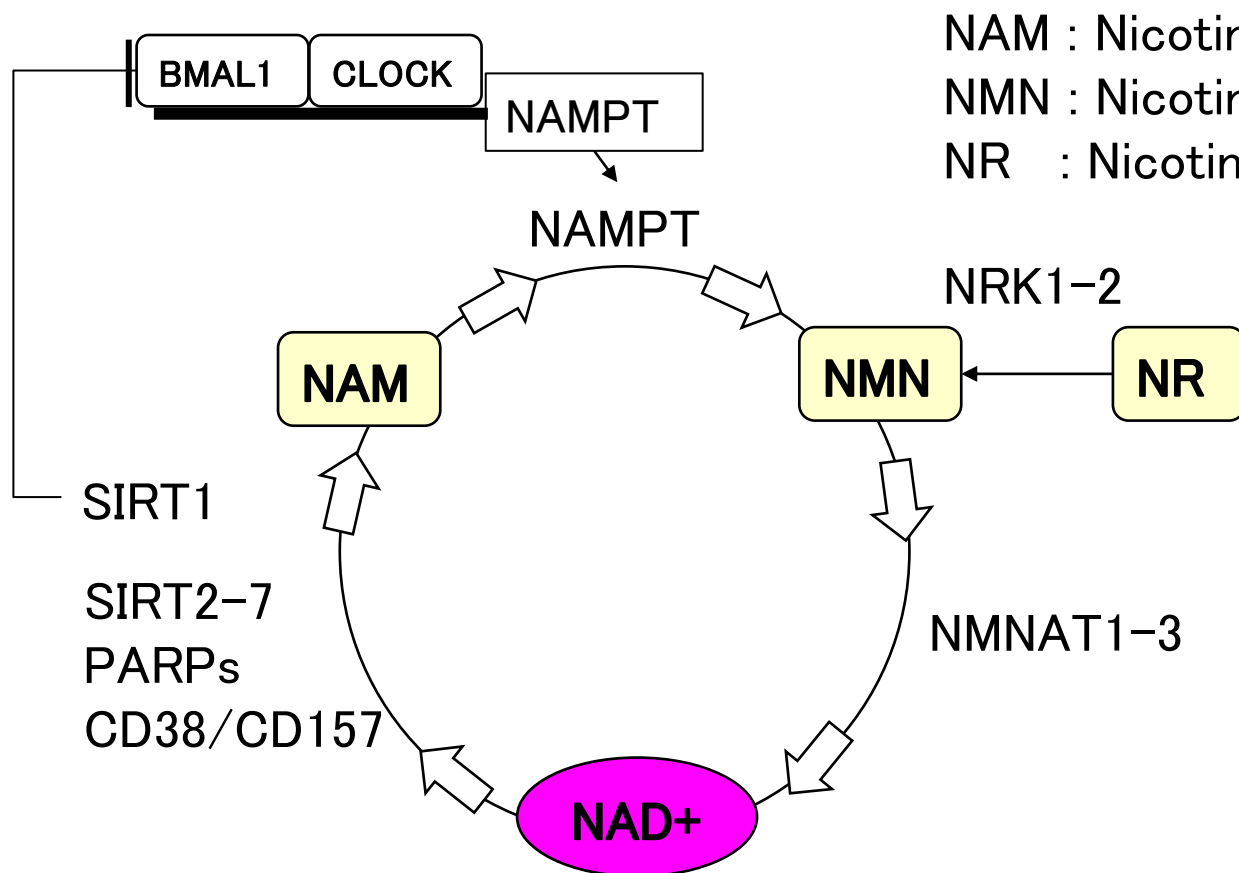 NAM : Nicotin
BMAL1 CLOCK
NMN : Nicotin
NAMPT
NR : Nicotin
NAMPT
NRK1-2
NAM
NMN
NR
SIRT1
SIRT2-7
PARPs
CD38/CD157
NMNAT1-3
NAD+